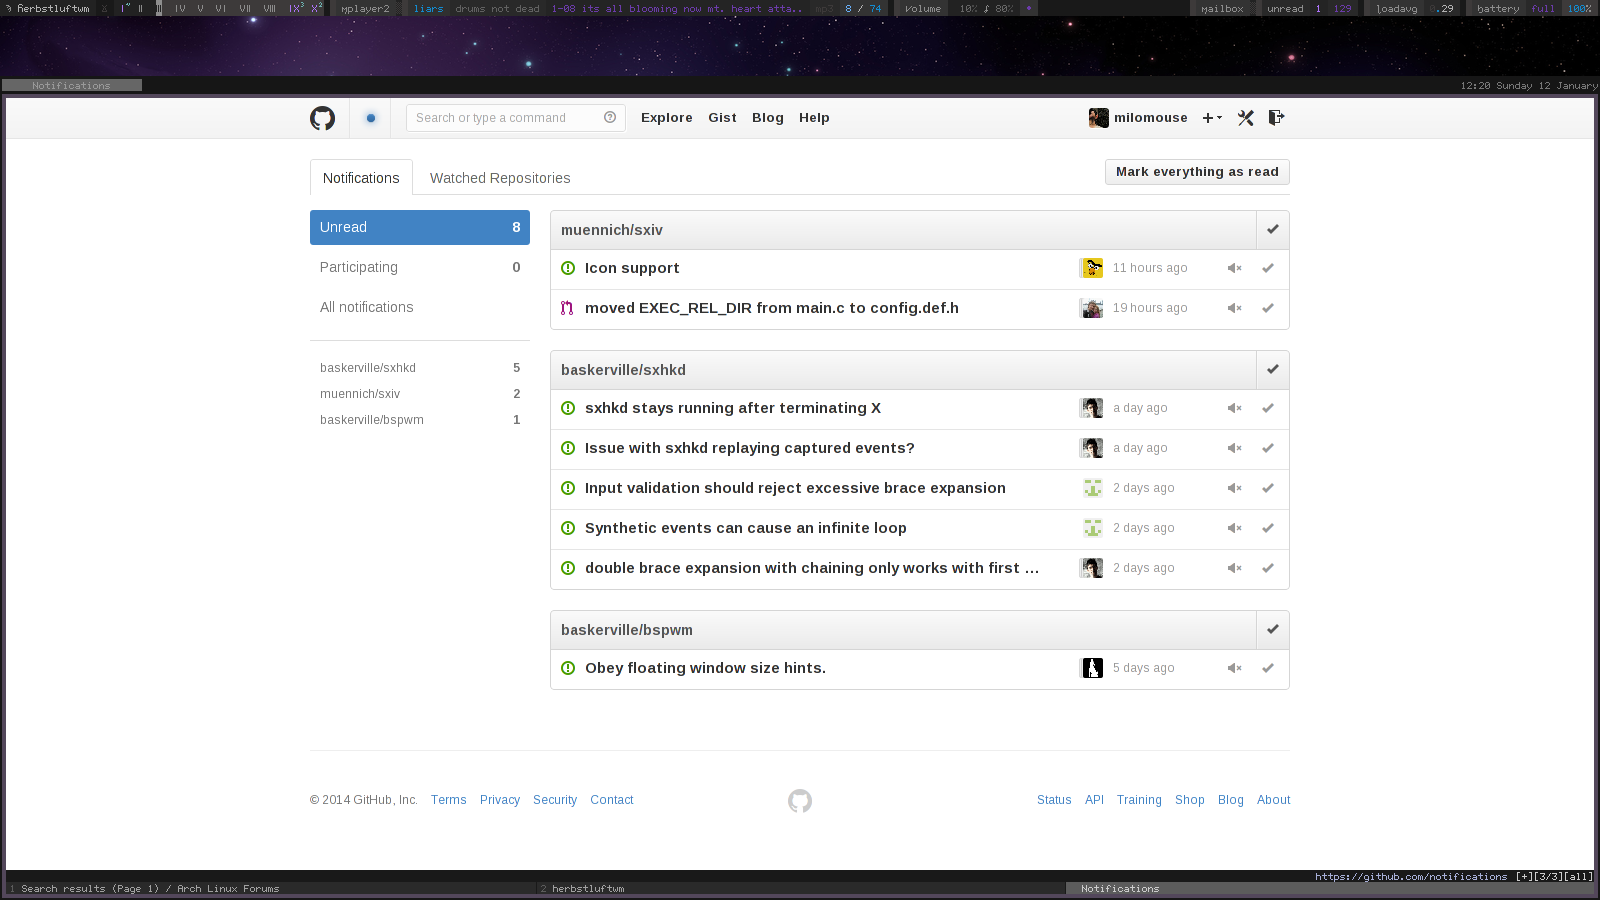 herbstluftwm I II IV V VI VII VIII IX³ X² mplayer2 liars drums not dead 1-08 its all blooming now mt. heart atta.. mp3 8 / 74 Volume 10% 80% mailbox unread 1 129 loadavg 0.29 battery full 100%
Notifications 12:20 Sunday 12 January
Search or type a command Explore Gist Blog Help milomouse
Notifications Watched Repositories Mark everything as read
Unread 8
Participating 0
All notifications
baskerville/sxhkd 5
muennich/sxiv 2
baskerville/bspwm 1
muennich/sxiv
Icon support 11 hours ago
moved EXEC_REL_DIR from main.c to config.def.h 19 hours ago
baskerville/sxhkd
sxhkd stays running after terminating X a day ago
Issue with sxhkd replaying captured events? a day ago
Input validation should reject excessive brace expansion 2 days ago
Synthetic events can cause an infinite loop 2 days ago
double brace expansion with chaining only works with first ... 2 days ago
baskerville/bspwm
Obey floating window size hints. 5 days ago
© 2014 GitHub, Inc. Terms Privacy Security Contact Status API Training Shop Blog About
https://github.com/notifications [+][3/3][all]
1 Search results (Page 1) / Arch Linux Forums 2 herbstluftwm Notifications